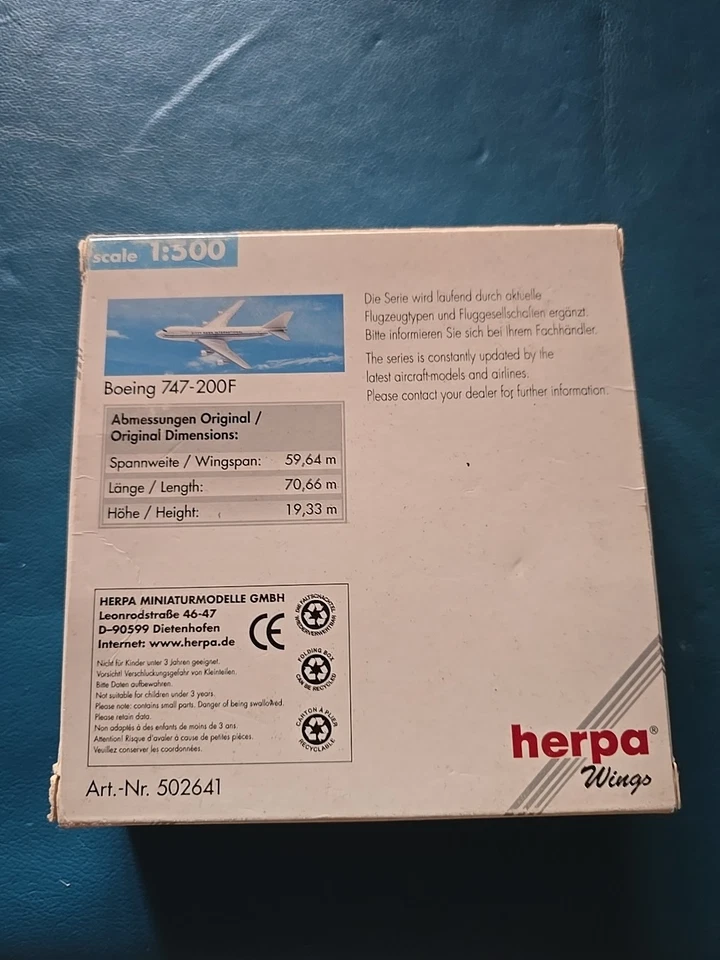 scale 1:500
Boeing 747-200F
Abmessungen Original /
Original Dimensions:
Spannweite / Wingspan: 59,64 m
Länge / Length: 70,66 m
Höhe / Height: 19,33 m
Die Serie wird laufend durch aktuelle
Flugzeugtypen und Fluggesellschaften ergänzt.
Bitte informieren Sie sich bei Ihrem Fachhändler.
The series is constantly updated by the
latest aircraft-models and airlines.
Please contact your dealer for further information.
HERPA MINIATURMODELLE GMBH
Leonrodstraße 46-47
D-90599 Dietenhofen
Internet: www.herpa.de
CE
Nicht für Kinder unter 3 Jahren geeignet.
Vorsicht! Verschluckungsgefahr von Kleinteilen.
Bitte Daten aufbewahren.
Not suitable for children under 3 years.
Please note: contains small parts. Danger of being swallowed.
Please retain data.
Non adaptés à des enfants de moins de 3 ans.
Attention! Risque d'avaler à cause de petites pièces.
Veuillez conserver les coordonnées.
DIE FALTSCHACHTEL
WIEDERVERWERTBAR
FOLDING BOX
CAN BE RECYCLED
CARTON À PLIER
RECYCLABLE
Art.-Nr. 502641
herpa®
Wings